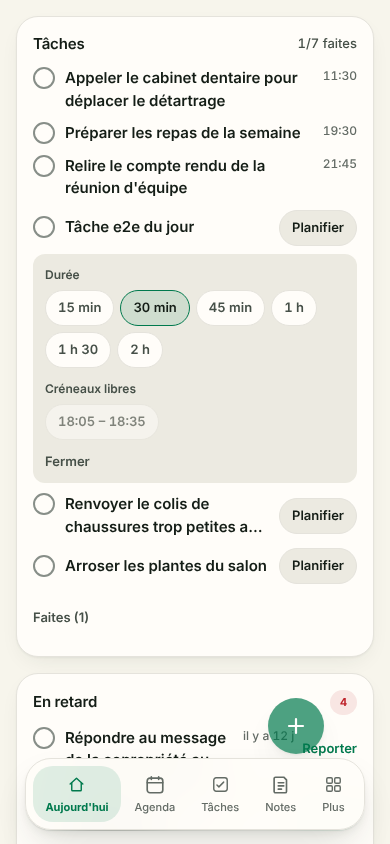 Tâches 1/7 faites
Appeler le cabinet dentaire pour 11:30
déplacer le détartrage
Préparer les repas de la semaine 19:30
Relire le compte rendu de la 21:45
réunion d'équipe
Tâche e2e du jour Planifier
Durée
15 min 30 min 45 min 1 h
1 h 30 2 h
Créneaux libres
18:05 – 18:35
Fermer
Renvoyer le colis de
chaussures trop petites a... Planifier
Arroser les plantes du salon Planifier
Faites (1)
En retard 4
Répondre au message il y a 12 j
Reporter
Aujourd'hui Agenda Tâches Notes Plus